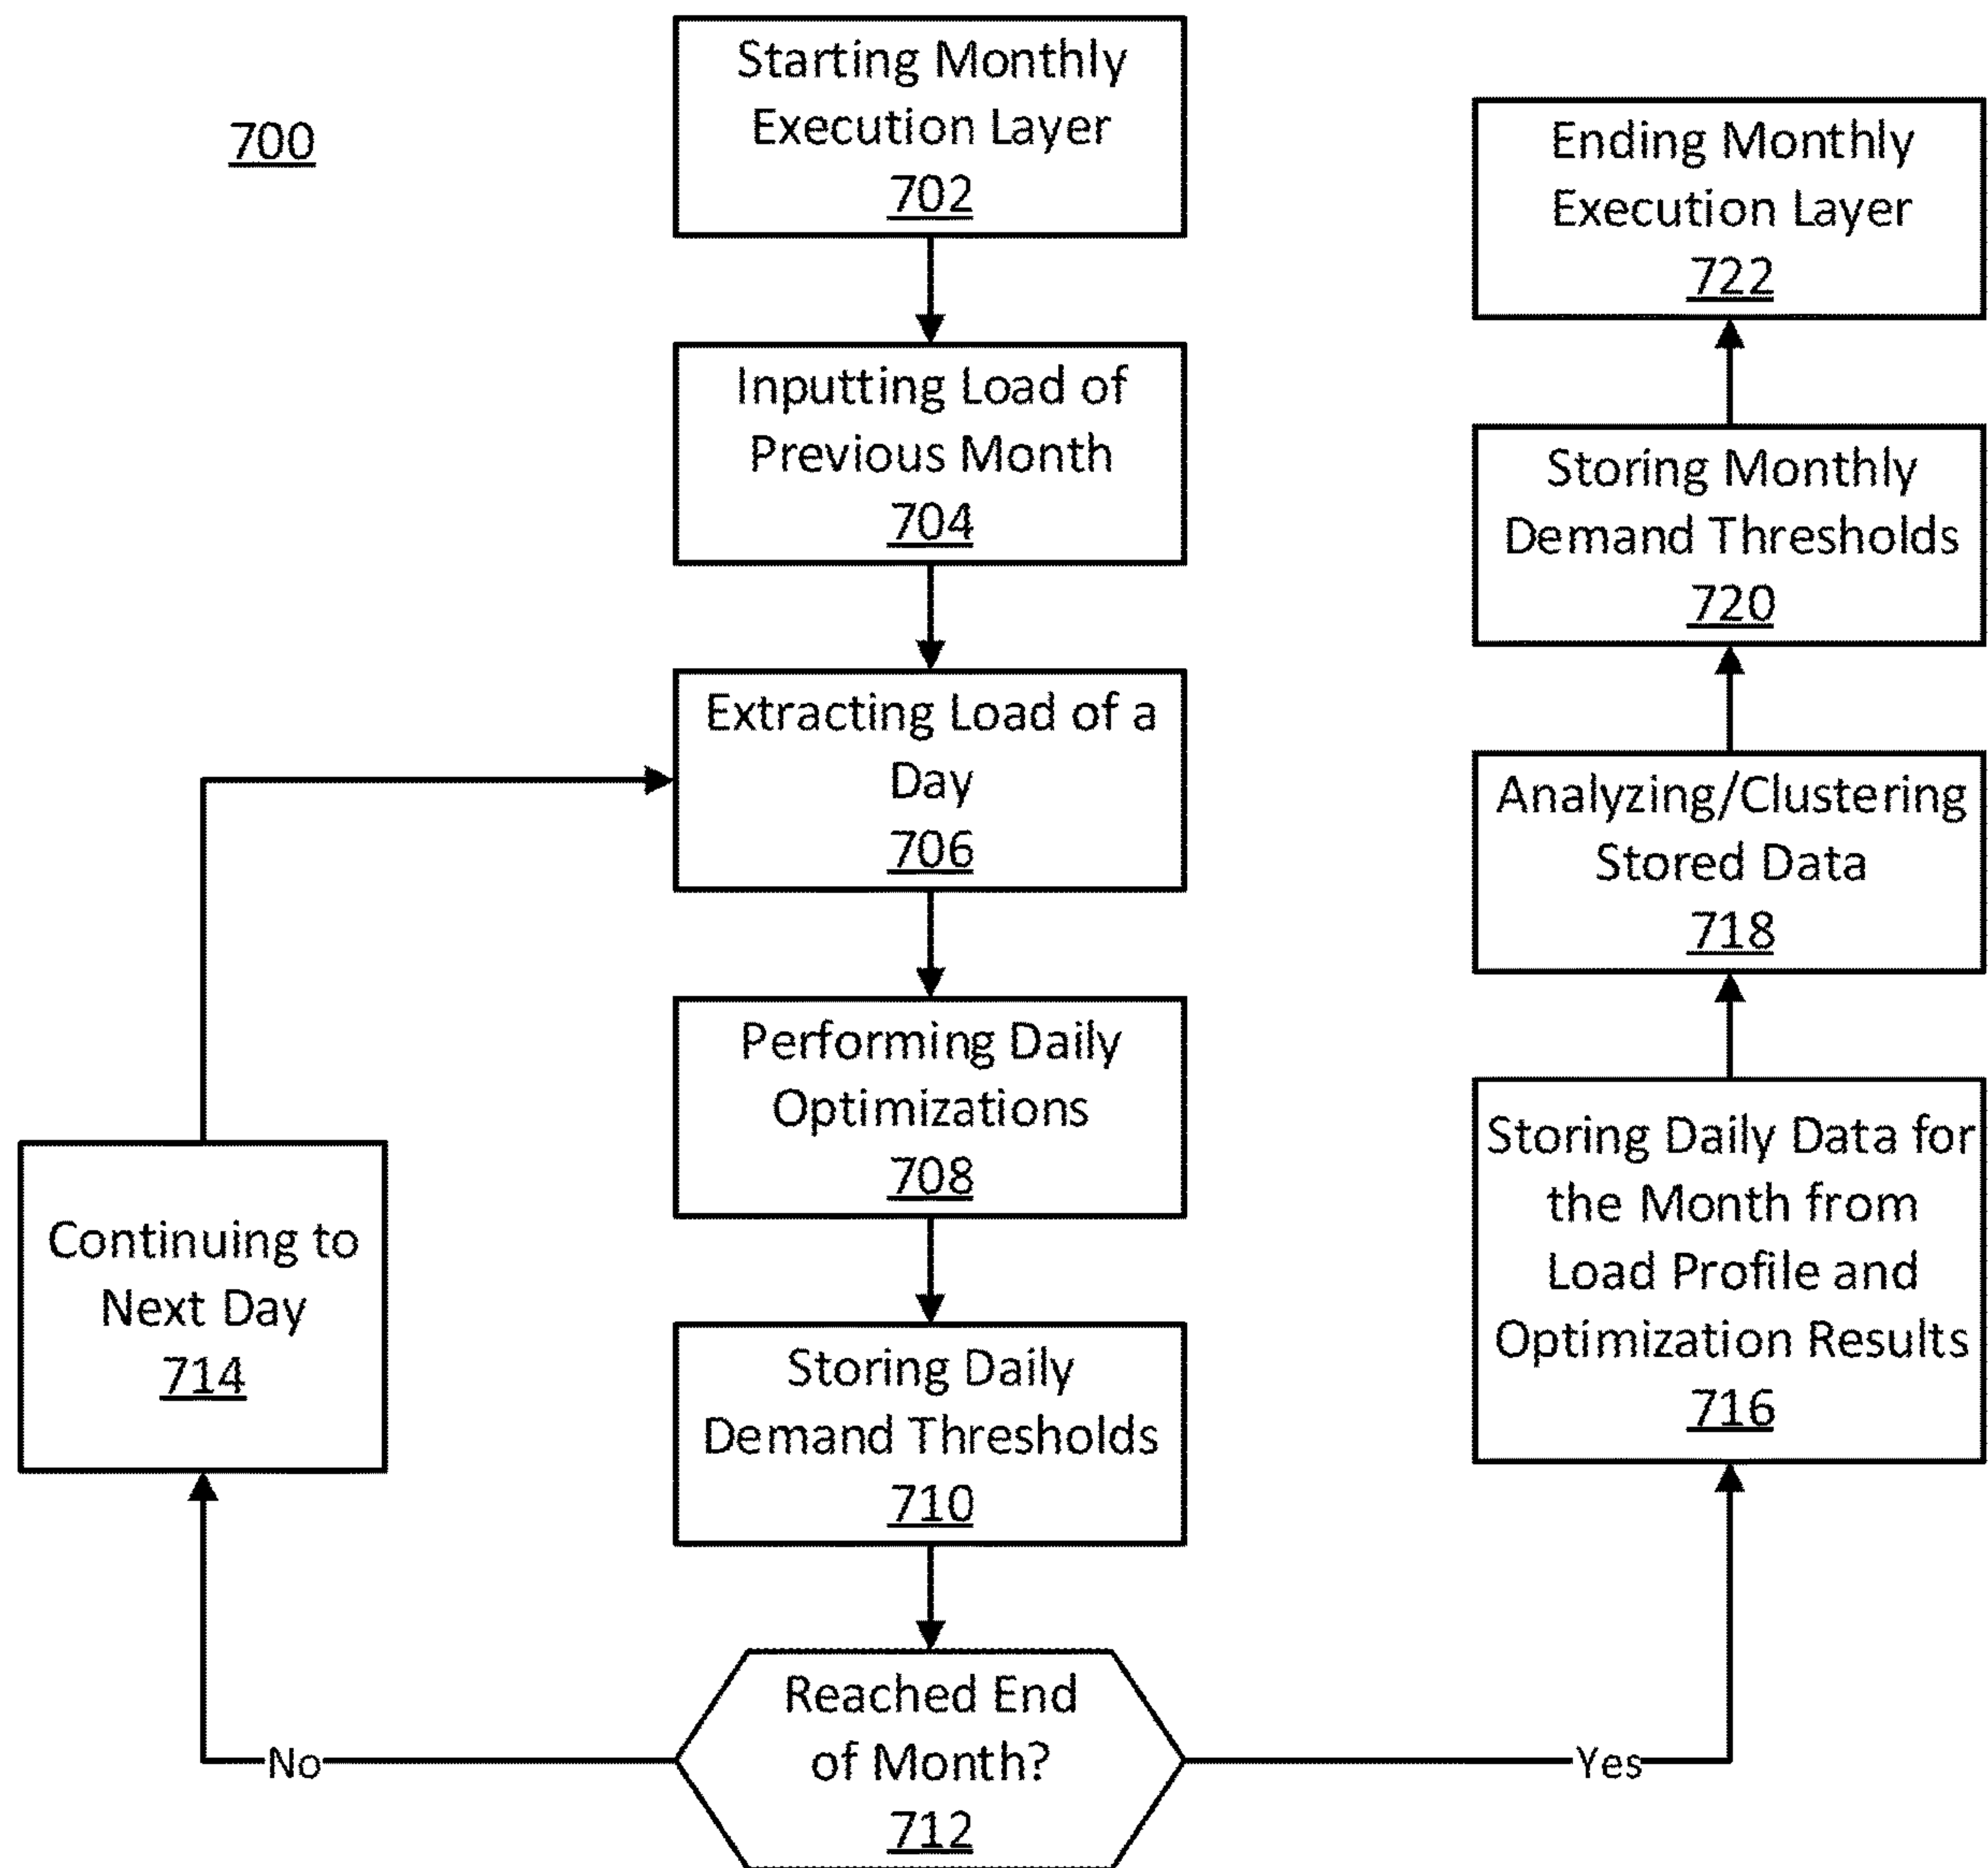 700
Starting Monthly
Execution Layer
702
Inputting Load of
Previous Month
704
Extracting Load of a
Day
706
Performing Daily
Optimizations
708
Storing Daily
Demand Thresholds
710
Reached End
of Month?
712
No
Continuing to
Next Day
714
Yes
Storing Daily Data for
the Month from
Load Profile and
Optimization Results
716
Analyzing/Clustering
Stored Data
718
Storing Monthly
Demand Thresholds
720
Ending Monthly
Execution Layer
722